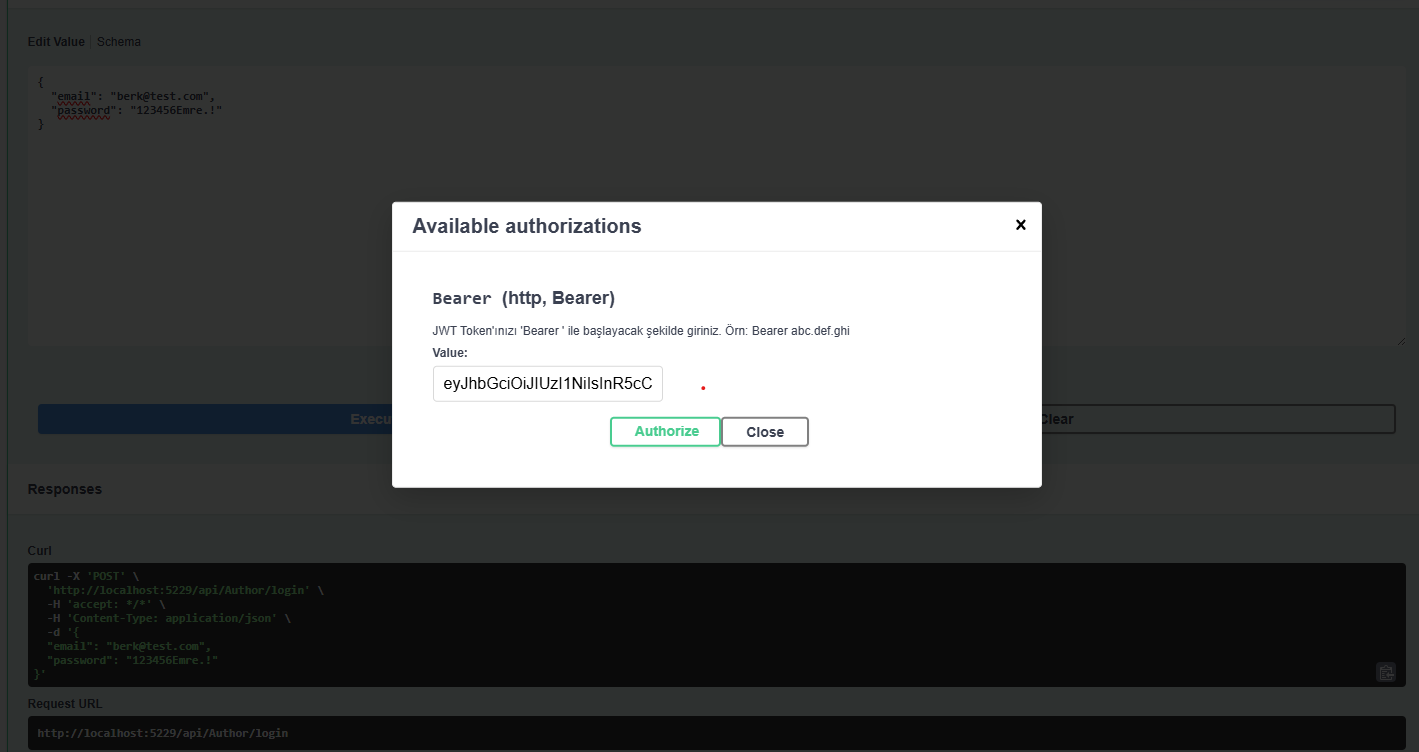 Edit Value | Schema
{
"email": "berk@test.com",
"password": "123456Emre.!"
}
Available authorizations
Bearer (http, Bearer)
JWT Token'ınızı 'Bearer ' ile başlayacak şekilde giriniz. Örn: Bearer abc.def.ghi
Value:
eyJhbGciOiJIUzI1NiIsInR5cC
Authorize
Close
Execu
Clear
Responses
Curl
curl -X 'POST' \
'http://localhost:5229/api/Author/login' \
-H 'accept: */*' \
-H 'Content-Type: application/json' \
-d '{
"email": "berk@test.com",
"password": "123456Emre.!"
}'
Request URL
http://localhost:5229/api/Author/login